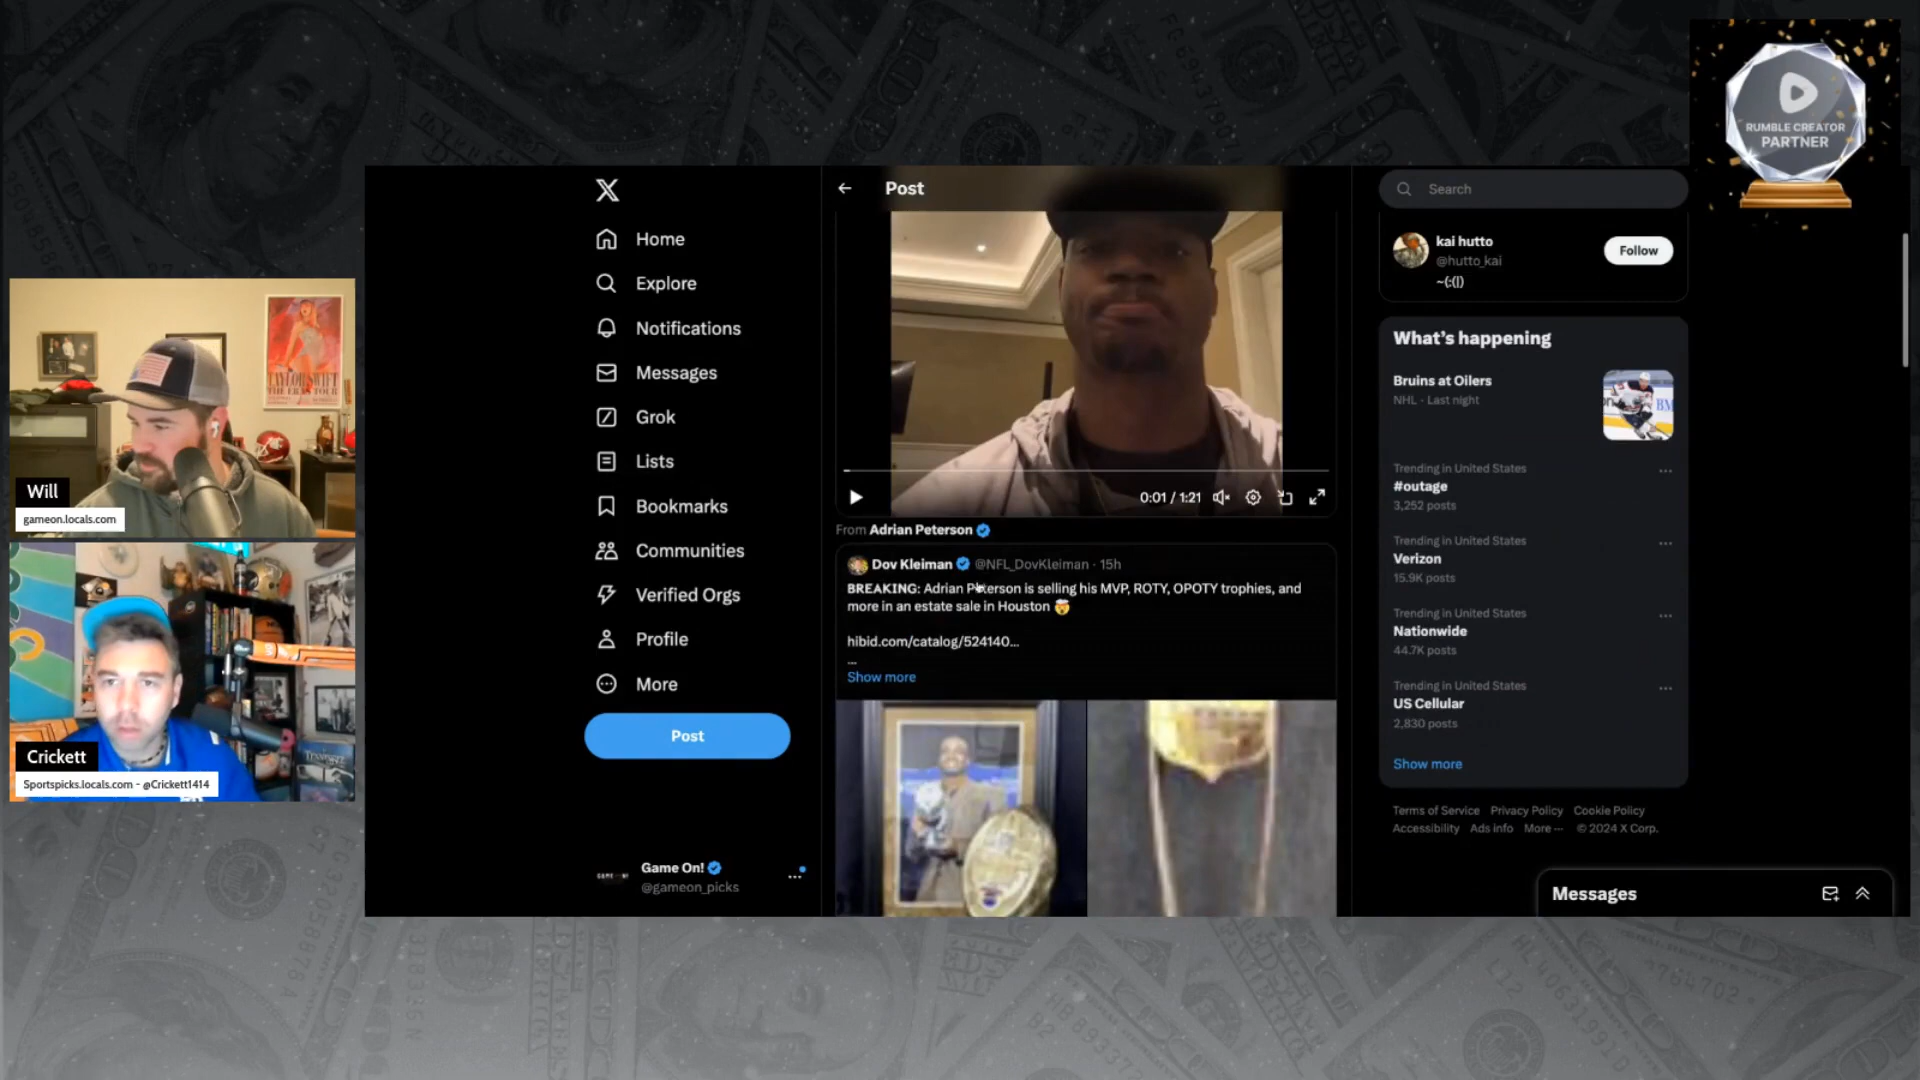 RUMBLE CREATOR
PARTNER
Post
Search
Home
kai hutto
@hutto_kai
~(:(|)
Follow
Explore
Notifications
Messages
Grok
Lists
Bookmarks
Communities
Verified Orgs
Profile
More
Post
Game On!
@gameon_picks
0:01 / 1:21
From Adrian Peterson
Dov Kleiman @NFL_DovKleiman · 15h
BREAKING: Adrian Peterson is selling his MVP, ROTY, OPOTY trophies, and
more in an estate sale in Houston 🤯
hibid.com/catalog/524140...
...
Show more
What's happening
Bruins at Oilers
NHL · Last night
Trending in United States
#outage
3,252 posts
Trending in United States
Verizon
15.9K posts
Trending in United States
Nationwide
44.7K posts
Trending in United States
US Cellular
2,830 posts
Show more
Terms of Service Privacy Policy Cookie Policy
Accessibility Ads info More ··· © 2024 X Corp.
Messages
TAYLOR SWIFT
THE ERAS TOUR
Will
gameon.locals.com
Crickett
Sportspicks.locals.com - @Crickett1414